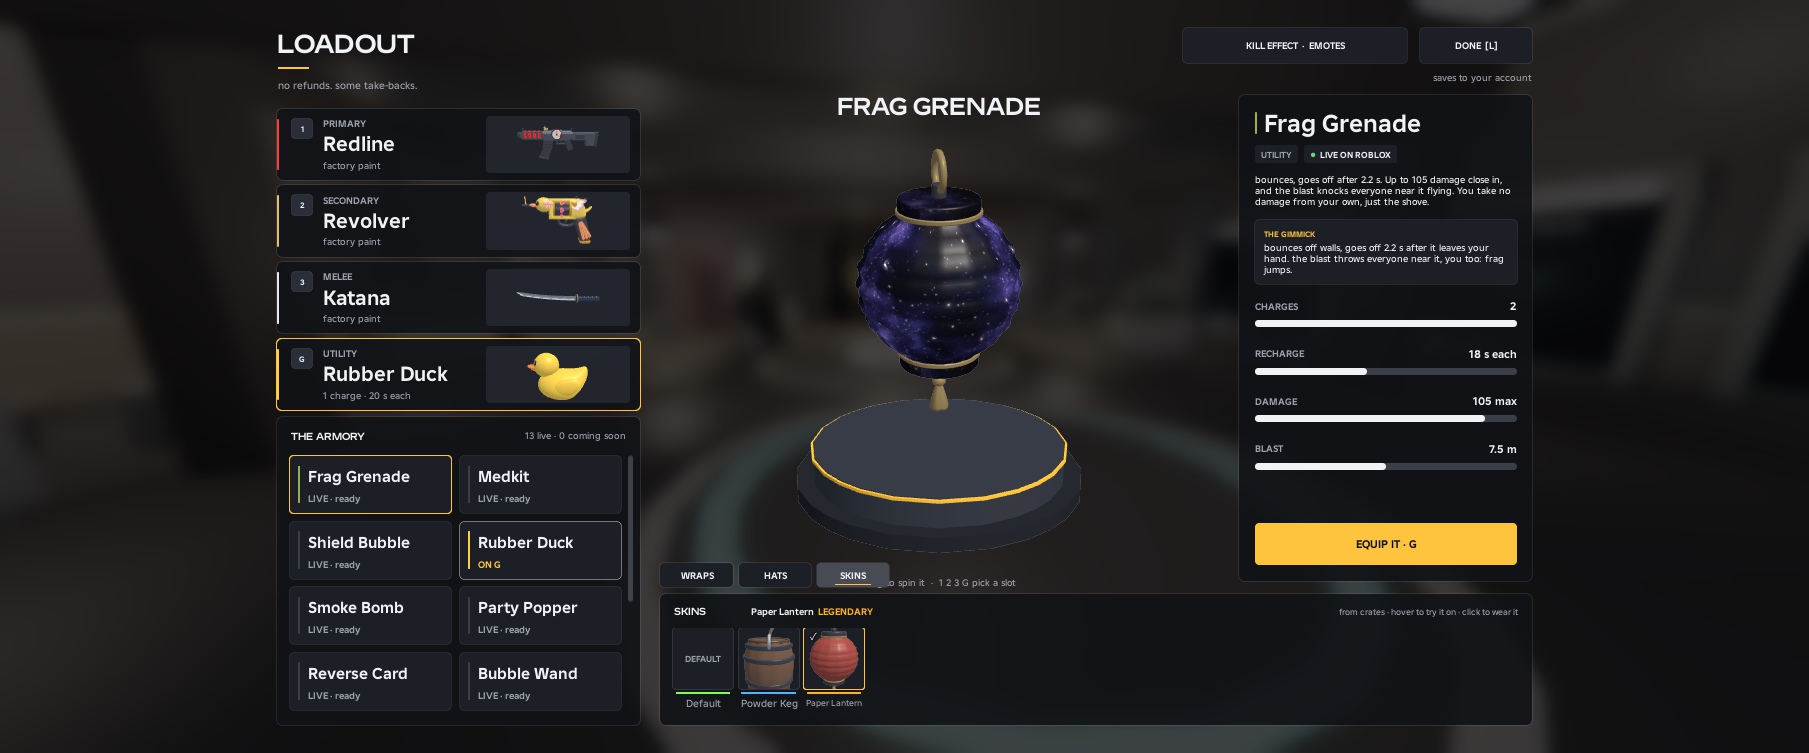 LOADOUT
no refunds. some take-backs.
KILL EFFECT · EMOTES
DONE [L]
saves to your account
1
PRIMARY
Redline
factory paint
2
SECONDARY
Revolver
factory paint
3
MELEE
Katana
factory paint
G
UTILITY
Rubber Duck
1 charge · 20 s each
THE ARMORY
13 live · 0 coming soon
Frag Grenade
LIVE · ready
Medkit
LIVE · ready
Shield Bubble
LIVE · ready
Rubber Duck
ON G
Smoke Bomb
LIVE · ready
Party Popper
LIVE · ready
Reverse Card
LIVE · ready
Bubble Wand
LIVE · ready
FRAG GRENADE
WRAPS
HATS
SKINS
to spin it · 1 2 3 G pick a slot
SKINS
Paper Lantern LEGENDARY
from crates · hover to try it on · click to wear it
DEFAULT
✓
Default
Powder Keg
Paper Lantern
Frag Grenade
UTILITY
LIVE ON ROBLOX
bounces, goes off after 2.2 s. Up to 105 damage close in,
and the blast knocks everyone near it flying. You take no
damage from your own, just the shove.
THE GIMMICK
bounces off walls, goes off 2.2 s after it leaves your
hand. the blast throws everyone near it, you too: frag
jumps.
CHARGES
2
RECHARGE
18 s each
DAMAGE
105 max
BLAST
7.5 m
EQUIP IT · G